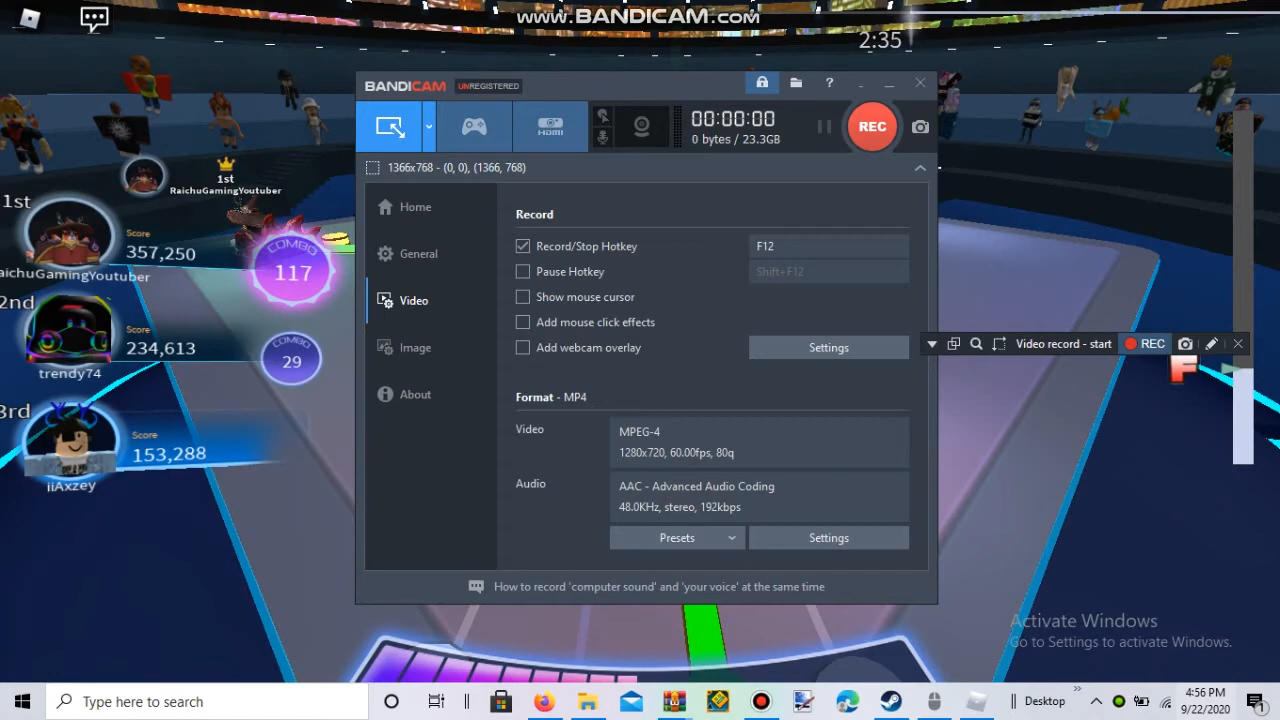 www.BANDICAM.com
2:35
BANDICAM UNREGISTERED
00:00:00
0 bytes / 23.3GB
REC
HDMI
1366x768 - (0, 0), (1366, 768)
Home
General
Video
Image
About
Record
Record/Stop Hotkey F12
Pause Hotkey Shift+F12
Show mouse cursor
Add mouse click effects
Add webcam overlay Settings
Format - MP4
Video MPEG-4
1280x720, 60.00fps, 80q
Audio AAC - Advanced Audio Coding
48.0KHz, stereo, 192kbps
Presets Settings
How to record 'computer sound' and 'your voice' at the same time
Video record - start REC
F
1st
RaichuGamingYoutuber
1st
Score
357,250
aichuGamingYoutuber
COMBO
117
2nd
Score
234,613
trendy74
COMBO
29
3rd
Score
153,288
iiAxzey
Activate Windows
Go to Settings to activate Windows.
Type here to search
Desktop
4:56 PM
9/22/2020
1